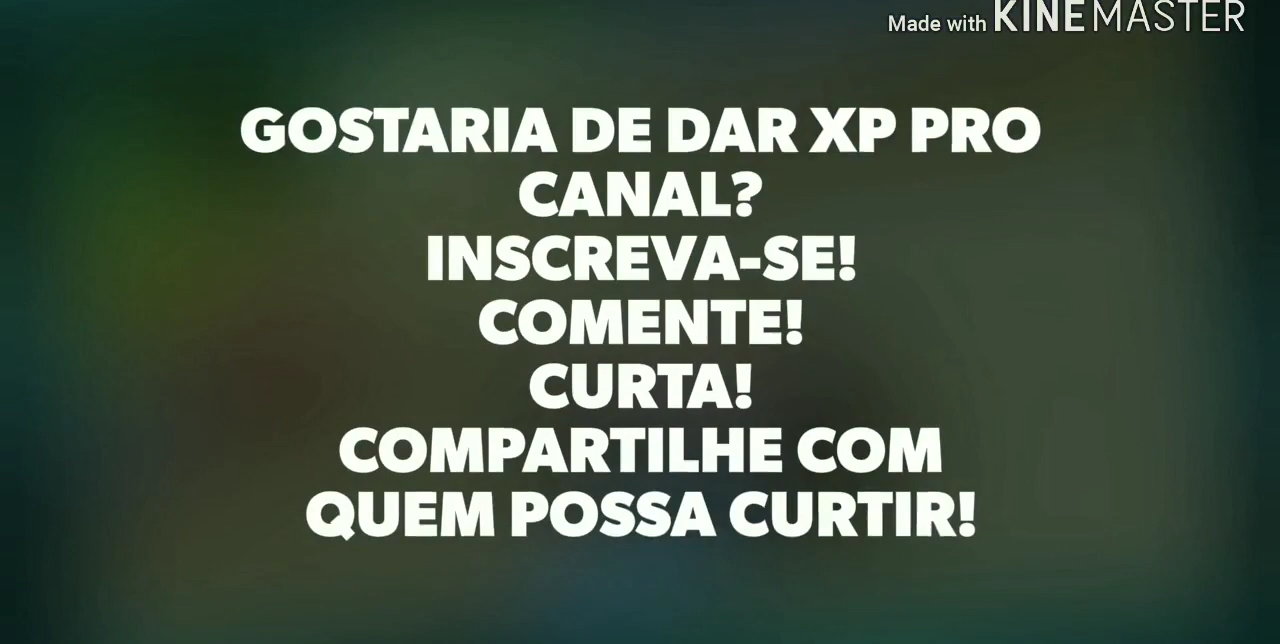 Made with KINEMASTER
GOSTARIA DE DAR XP PRO
CANAL?
INSCREVA-SE!
COMENTE!
CURTA!
COMPARTILHE COM
QUEM POSSA CURTIR!